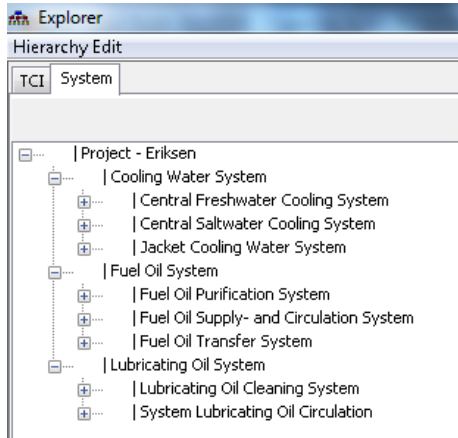 Explorer
Hierarchy Edit
TCI System
|Project - Eriksen
|Cooling Water System
|Central Freshwater Cooling System
|Central Saltwater Cooling System
|Jacket Cooling Water System
|Fuel Oil System
|Fuel Oil Purification System
|Fuel Oil Supply- and Circulation System
|Fuel Oil Transfer System
|Lubricating Oil System
|Lubricating Oil Cleaning System
|System Lubricating Oil Circulation